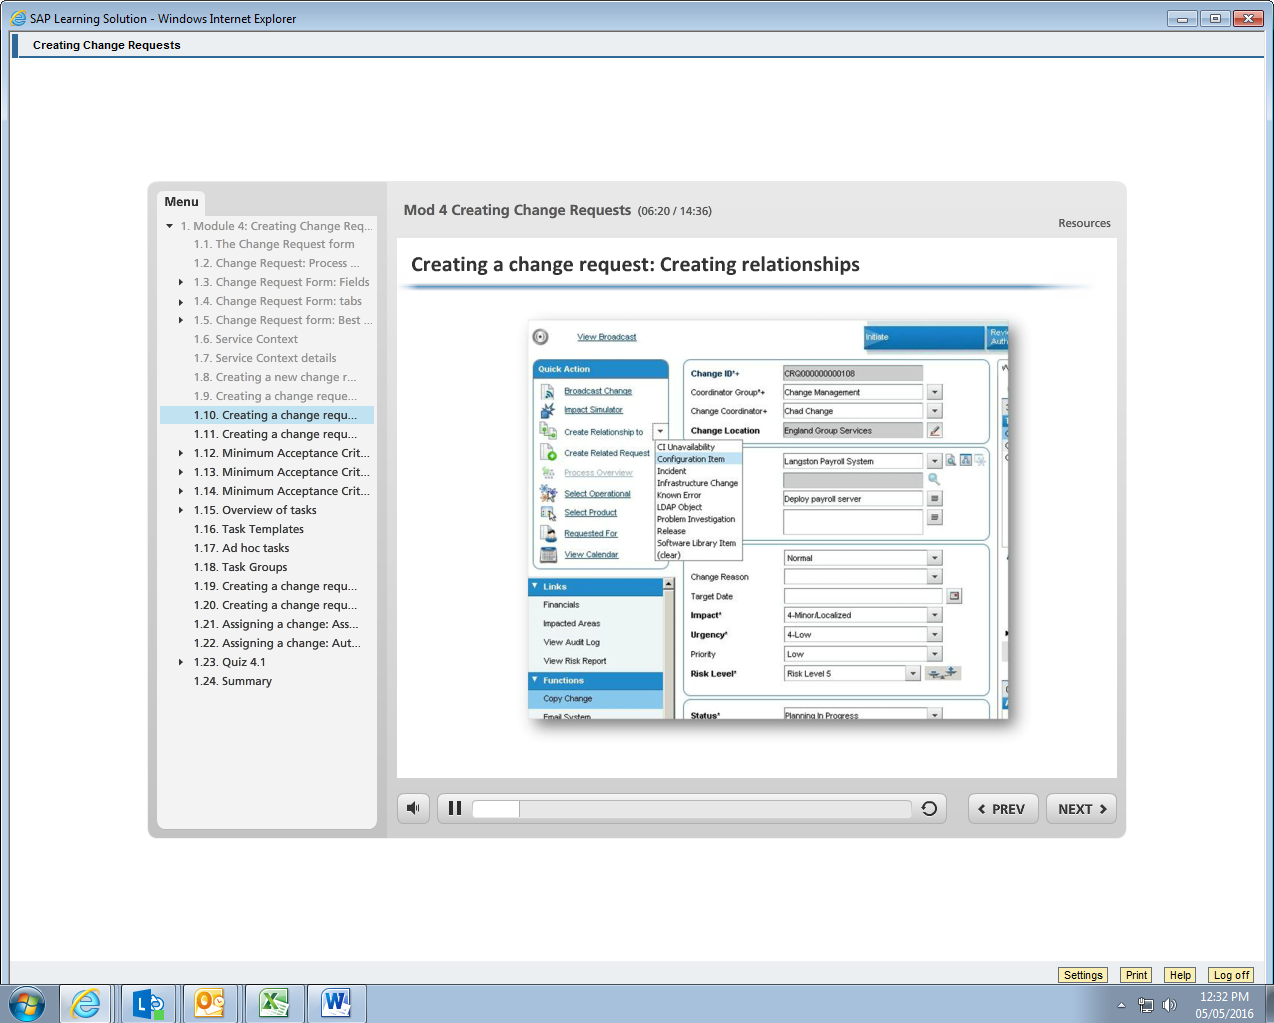 SAP Learning Solution - Windows Internet Explorer
Creating Change Requests
Menu
1. Module 4: Creating Change Req...
1.1. The Change Request form
1.2. Change Request: Process ...
1.3. Change Request Form: Fields
1.4. Change Request Form: tabs
1.5. Change Request form: Best ...
1.6. Service Context
1.7. Service Context details
1.8. Creating a new change r...
1.9. Creating a change reque...
1.10. Creating a change requ...
1.11. Creating a change requ...
1.12. Minimum Acceptance Crit...
1.13. Minimum Acceptance Crit...
1.14. Minimum Acceptance Crit...
1.15. Overview of tasks
1.16. Task Templates
1.17. Ad hoc tasks
1.18. Task Groups
1.19. Creating a change requ...
1.20. Creating a change requ...
1.21. Assigning a change: Ass...
1.22. Assigning a change: Aut...
1.23. Quiz 4.1
1.24. Summary
Mod 4 Creating Change Requests (06:20 / 14:36)
Resources
Creating a change request: Creating relationships
View Broadcast
Initiate
Quick Action
Broadcast Change
Impact Simulator
Create Relationship to
Create Related Request
Process Overview
Select Operational
Select Product
Requested For
View Calendar
CI Unavailability
Configuration Item
Incident
Infrastructure Change
Known Error
LDAP Object
Problem Investigation
Release
Software Library Item
(clear)
Links
Financials
Impacted Areas
View Audit Log
View Risk Report
Functions
Copy Change
Email System
Change ID*+ CRQ000000000108
Coordinator Group*+ Change Management
Change Coordinator+ Chad Change
Change Location England Group Services
Langston Payroll System
Deploy payroll server
Normal
Change Reason
Target Date
Impact* 4-Minor/Localized
Urgency* 4-Low
Priority Low
Risk Level* Risk Level 5
Status* Planning In Progress
PREV
NEXT
Settings
Print
Help
Log off
12:32 PM
05/05/2016